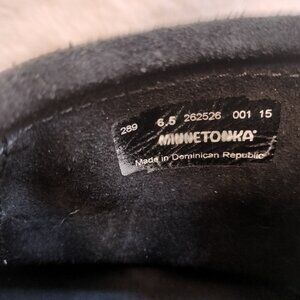 289 6.5 262526 001 15
MINNETONKA®
Made in Dominican Republic